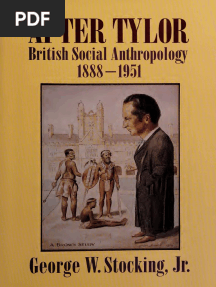 PDF
AFTER TYLOR
British Social Anthropology
1888–1951
George W. Stocking, Jr.